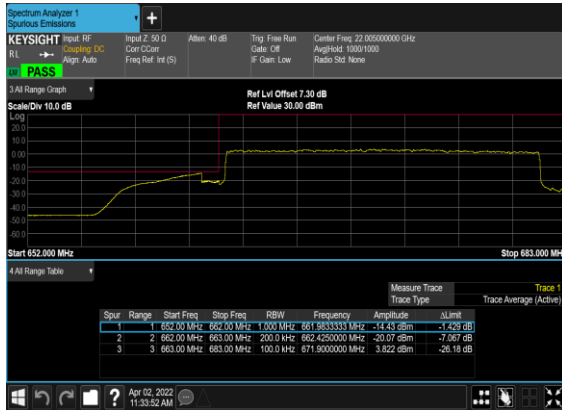 Spectrum Analyzer 1
Spurious Emissions
KEYSIGHT Input: RF Input Z: 50 Ω Atten: 40 dB Trig: Free Run Center Freq: 22.005000000 GHz
RL Coupling: DC Corr CCorr Gate: Off Avg|Hold: 1000/1000
Align: Auto Freq Ref: Int (S) IF Gain: Low Radio Std: None
LV PASS
3 All Range Graph
Ref Lvl Offset 7.30 dB
Scale/Div 10.0 dB Ref Value 30.00 dBm
Log
20.0
10.0
0.00
-10.0
-20.0
-30.0
-40.0
-50.0
-60.0
Start 652.000 MHz Stop 683.000 MHz
4 All Range Table
Measure Trace Trace 1
Trace Type Trace Average (Active)
Spur Range Start Freq Stop Freq RBW Frequency Amplitude ΔLimit
1 1 652.00 MHz 662.00 MHz 1.000 MHz 661.9833333 MHz -14.43 dBm -1.429 dB
2 2 662.00 MHz 663.00 MHz 200.0 kHz 662.4250000 MHz -20.07 dBm -7.067 dB
3 3 663.00 MHz 683.00 MHz 100.0 kHz 671.9000000 MHz 3.822 dBm -26.18 dB
? Apr 02, 2022
11:33:52 AM